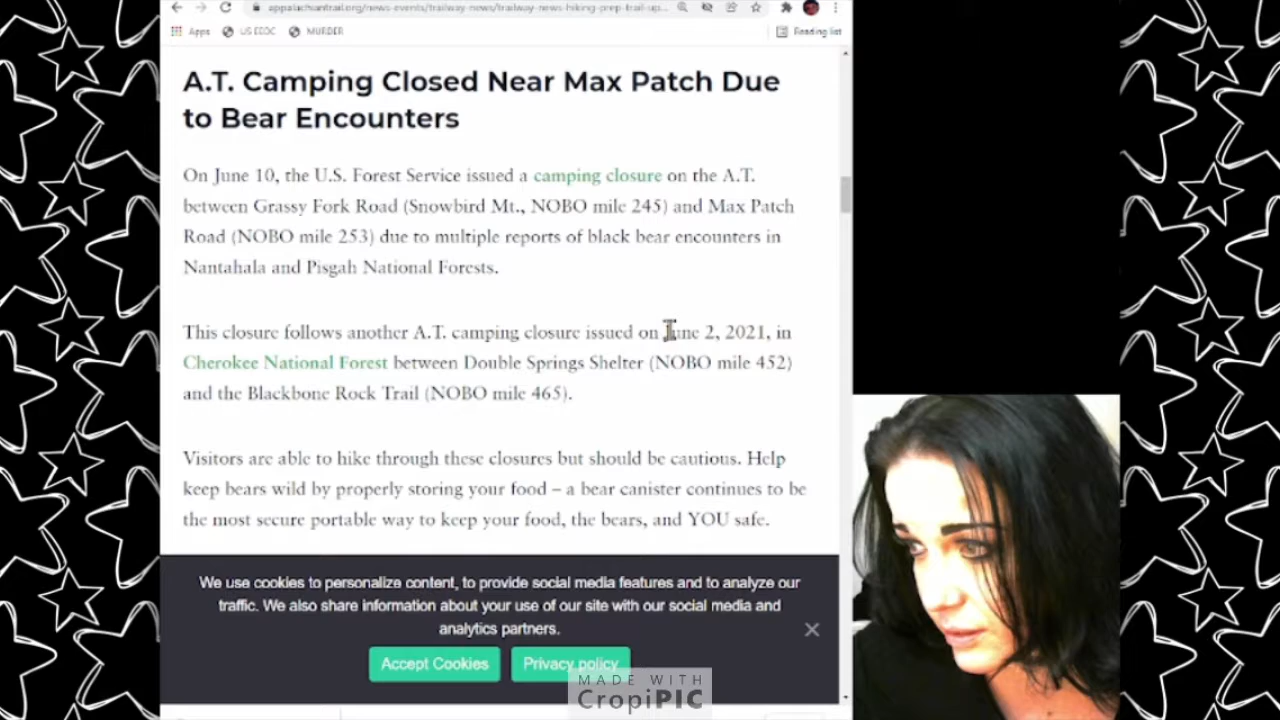 appalachiantrail.org/news-events/trailway-news/trailway-news-hiking-prep-trail-up...
Apps US EEOC MURDER Reading list
A.T. Camping Closed Near Max Patch Due
to Bear Encounters
On June 10, the U.S. Forest Service issued a camping closure on the A.T.
between Grassy Fork Road (Snowbird Mt., NOBO mile 245) and Max Patch
Road (NOBO mile 253) due to multiple reports of black bear encounters in
Nantahala and Pisgah National Forests.
This closure follows another A.T. camping closure issued on June 2, 2021, in
Cherokee National Forest between Double Springs Shelter (NOBO mile 452)
and the Blackbone Rock Trail (NOBO mile 465).
Visitors are able to hike through these closures but should be cautious. Help
keep bears wild by properly storing your food – a bear canister continues to be
the most secure portable way to keep your food, the bears, and YOU safe.
We use cookies to personalize content, to provide social media features and to analyze our
traffic. We also share information about your use of our site with our social media and
analytics partners.
Accept Cookies Privacy policy
MADE WITH
CropiPIC